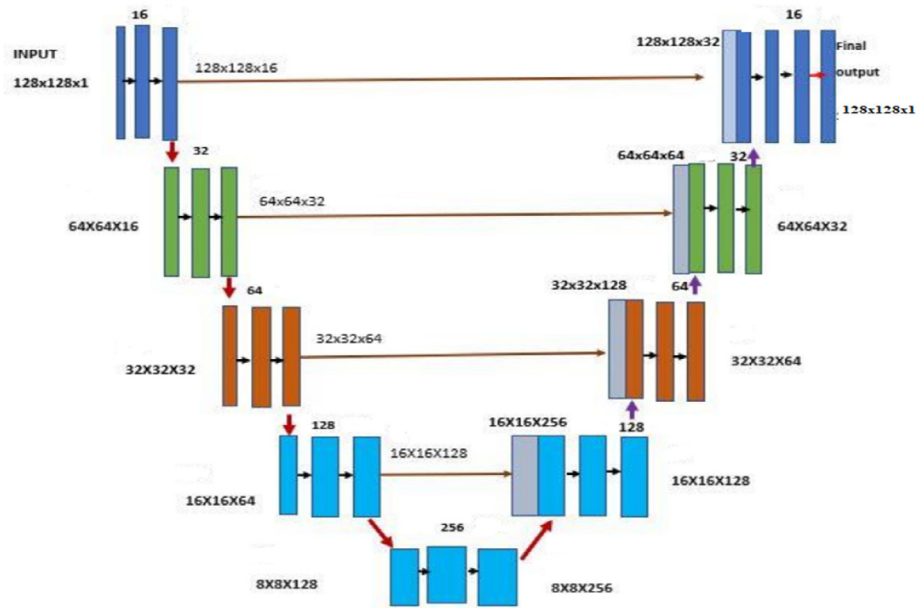 16
INPUT
128x128x1
128x128x16
128x128x32
16
Final
output
128x128x1
32
64x64x32
64X64X16
64x64x64
32
64X64X32
64
32x32x64
32X32X32
32x32x128
64
32X32X64
128
16X16X128
16X16X64
16X16X256
128
16X16X128
256
8X8X128
8X8X256